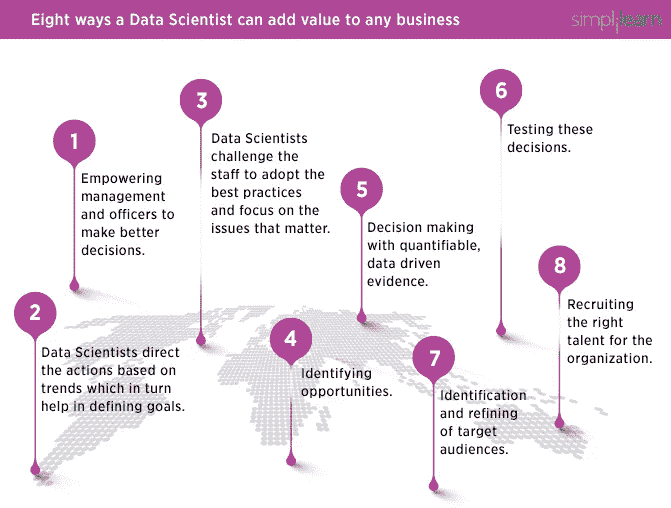 Eight ways a Data Scientist can add value to any business
simplilearn
1
Empowering
management
and officers to
make better
decisions.
2
Data Scientists direct
the actions based on
trends which in turn
help in defining goals.
3
Data Scientists
challenge the
staff to adopt the
best practices
and focus on the
issues that matter.
4
Identifying
opportunities.
5
Decision making
with quantifiable,
data driven
evidence.
6
Testing these
decisions.
7
Identification
and refining
of target
audiences.
8
Recruiting
the right
talent for the
organization.